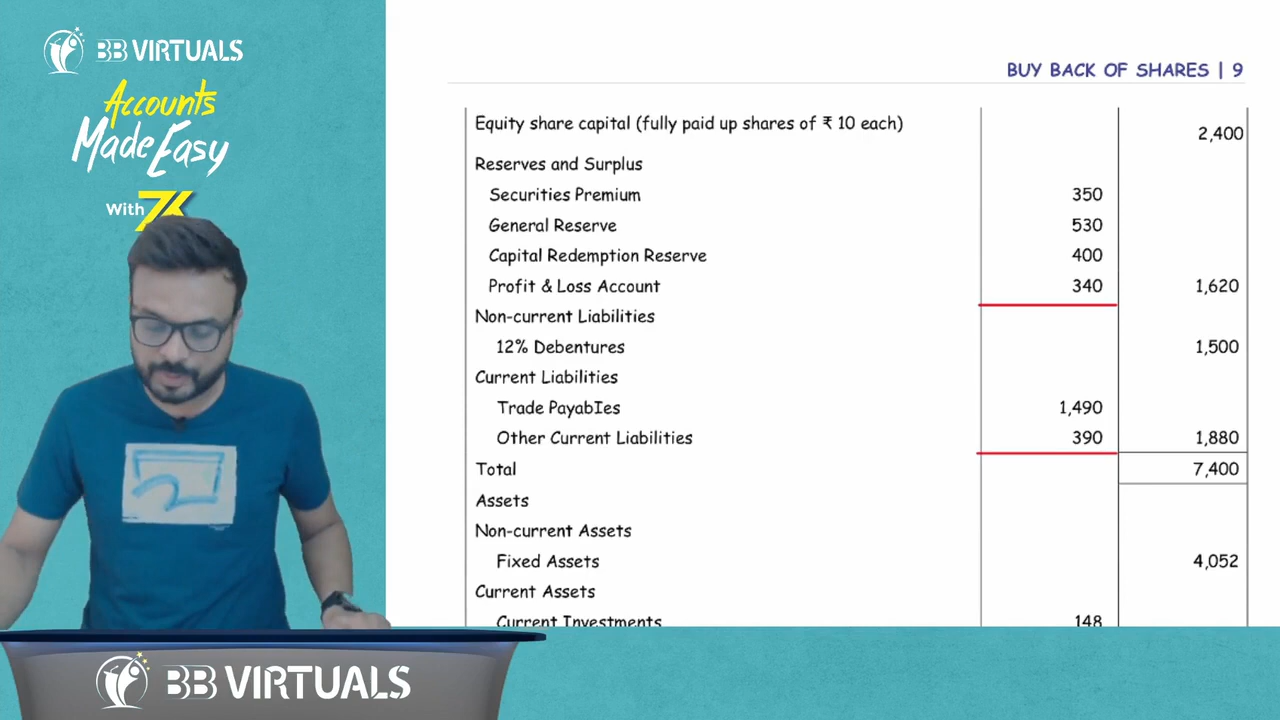 BB VIRTUALS
Accounts
Made Easy
With 7K
BUY BACK OF SHARES | 9
Equity share capital (fully paid up shares of ₹ 10 each) 2,400
Reserves and Surplus
Securities Premium 350
General Reserve 530
Capital Redemption Reserve 400
Profit & Loss Account 340 1,620
Non-current Liabilities
12% Debentures 1,500
Current Liabilities
Trade PayabIes 1,490
Other Current Liabilities 390 1,880
Total 7,400
Assets
Non-current Assets
Fixed Assets 4,052
Current Assets
Current Investments 148
BB VIRTUALS